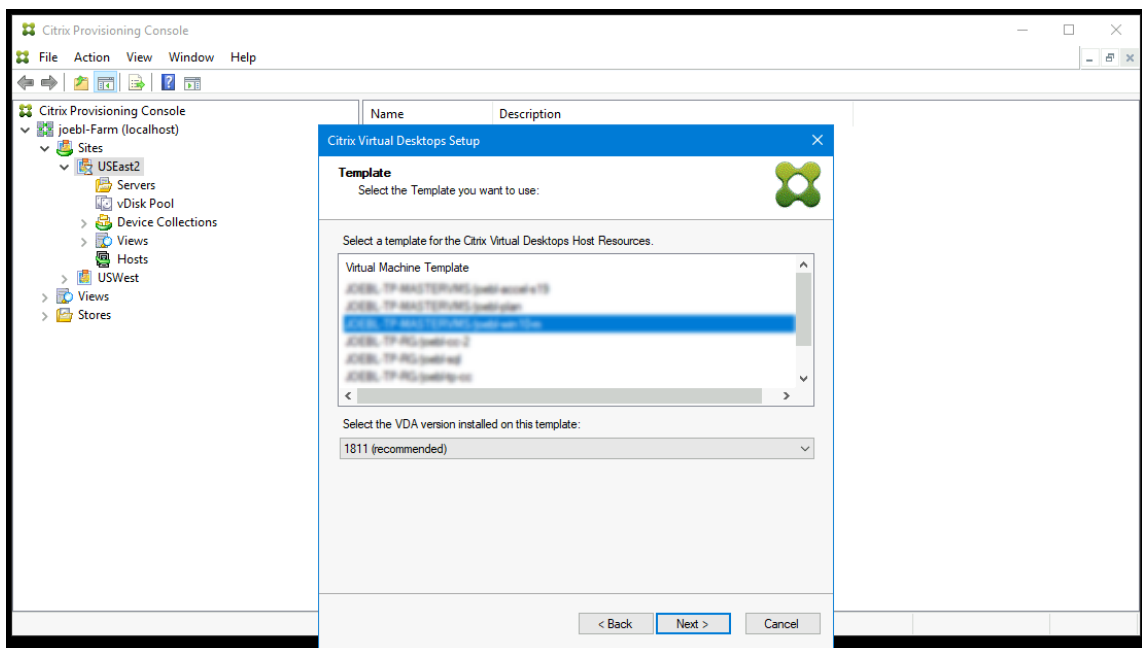 Citrix Provisioning Console
File Action View Window Help
Citrix Provisioning Console
joebl-Farm (localhost)
Sites
USEast2
Servers
vDisk Pool
Device Collections
Views
Hosts
USWest
Views
Stores
Name Description
Citrix Virtual Desktops Setup
Template
Select the Template you want to use:
Select a template for the Citrix Virtual Desktops Host Resources.
Virtual Machine Template
Select the VDA version installed on this template:
1811 (recommended)
< Back Next > Cancel